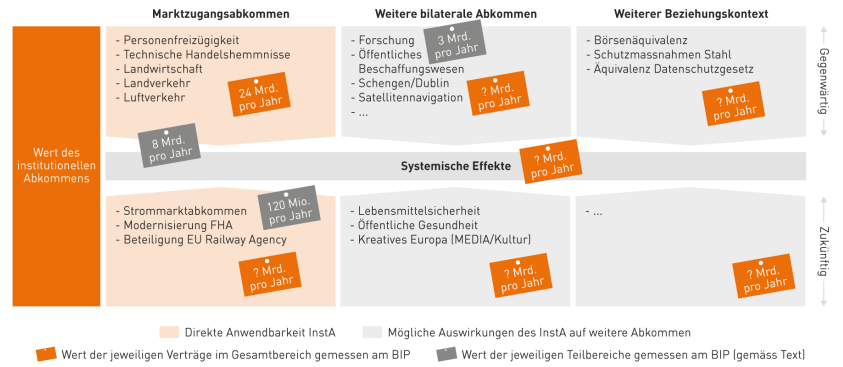 Marktzugangsabkommen
Weitere bilaterale Abkommen
Weiterer Beziehungskontext
- Personenfreizügigkeit
- Technische Handelshemmnisse
- Landwirtschaft
- Landverkehr
- Luftverkehr
24 Mrd.
pro Jahr
8 Mrd.
pro Jahr
- Forschung
- Öffentliches
Beschaffungswesen
- Schengen/Dublin
- Satellitennavigation
- ...
3 Mrd.
pro Jahr
? Mrd.
pro Jahr
- Börsenäquivalenz
- Schutzmassnahmen Stahl
- Äquivalenz Datenschutzgesetz
? Mrd.
pro Jahr
Gegenwärtig
Wert des
institutionellen
Abkommens
Systemische Effekte
? Mrd.
pro Jahr
- Strommarktabkommen
- Modernisierung FHA
- Beteiligung EU Railway Agency
120 Mio.
pro Jahr
? Mrd.
pro Jahr
- Lebensmittelsicherheit
- Öffentliche Gesundheit
- Kreatives Europa (MEDIA/Kultur)
? Mrd.
pro Jahr
- ...
? Mrd.
pro Jahr
Zukünftig
Direkte Anwendbarkeit InstA
Mögliche Auswirkungen des InstA auf weitere Abkommen
Wert der jeweiligen Verträge im Gesamtbereich gemessen am BIP
Wert der jeweiligen Teilbereiche gemessen am BIP (gemäss Text)